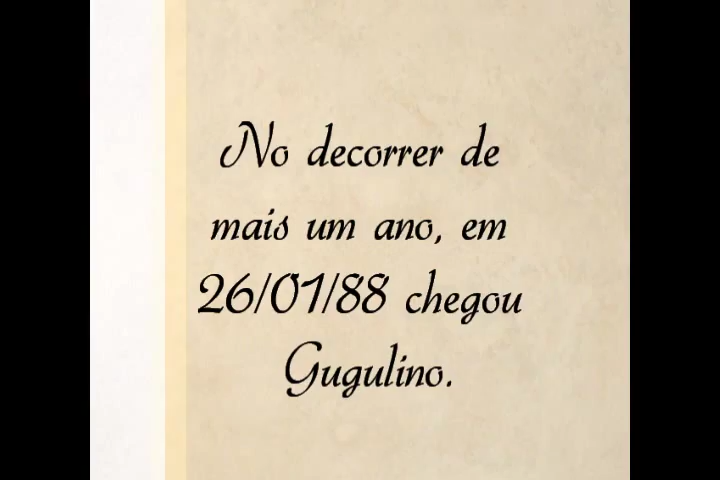 No decorrer de
mais um ano, em
26/01/88 chegou
Gugulino.